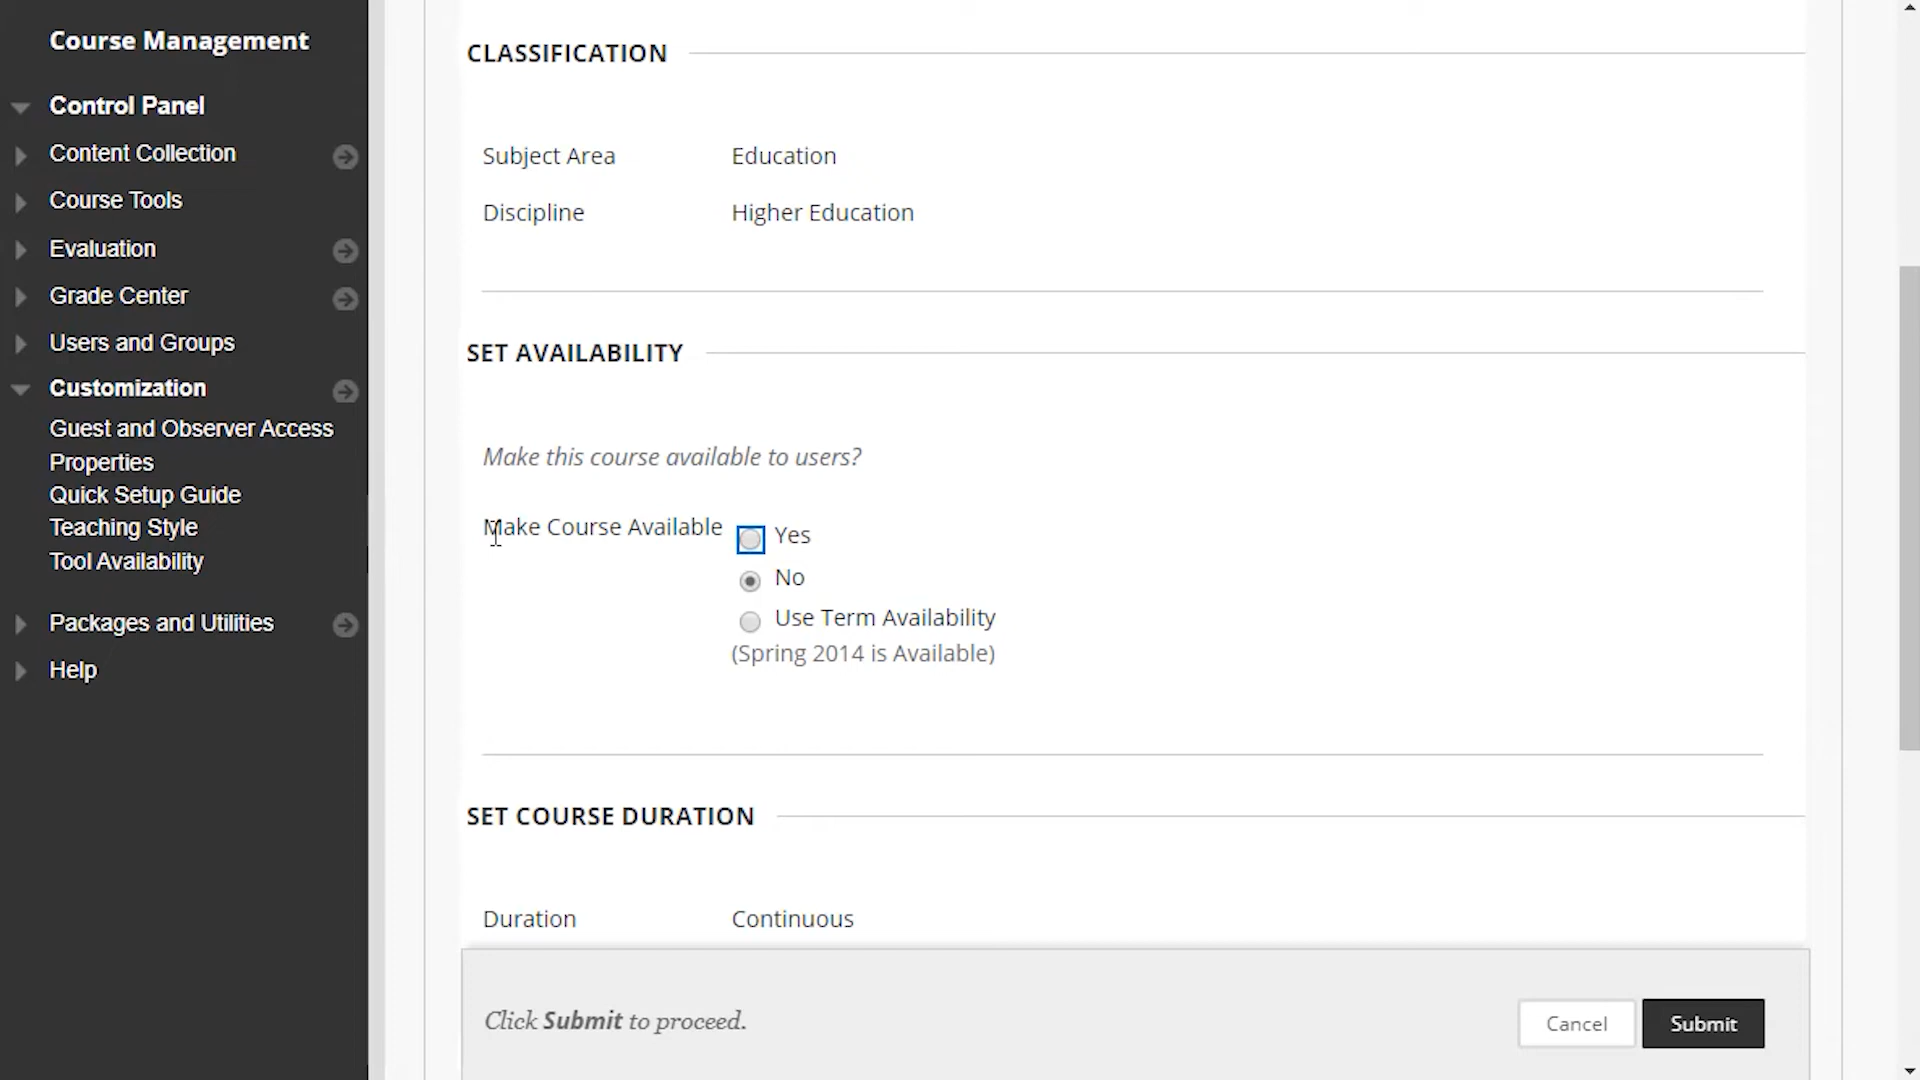 Course Management
Control Panel
Content Collection
Course Tools
Evaluation
Grade Center
Users and Groups
Customization
Guest and Observer Access
Properties
Quick Setup Guide
Teaching Style
Tool Availability
Packages and Utilities
Help
CLASSIFICATION
Subject Area Education
Discipline Higher Education
SET AVAILABILITY
Make this course available to users?
Make Course Available Yes
No
Use Term Availability
(Spring 2014 is Available)
SET COURSE DURATION
Duration Continuous
Click Submit to proceed.
Cancel Submit